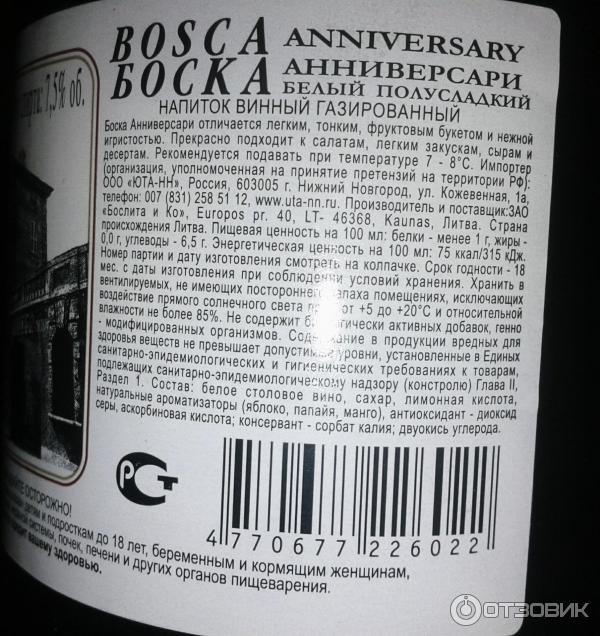 BOSCA ANNIVERSARY
БОСКА АННИВЕРСАРИ
БЕЛЫЙ ПОЛУСЛАДКИЙ
НАПИТОК ВИННЫЙ ГАЗИРОВАННЫЙ
7,5% об.
Боска Анниверсари отличается легким, тонким, фруктовым букетом и нежной
игристостью. Прекрасно подходит к салатам, легким закускам, сырам и
десертам. Рекомендуется подавать при температуре 7 - 8°С. Импортер
(организация, уполномоченная на принятие претензий на территории РФ):
ООО «ЮТА-НН», Россия, 603005 г. Нижний Новгород, ул. Кожевенная, 1а,
телефон: 007 (831) 258 51 12, www.uta-nn.ru. Производитель и поставщик:ЗАО
«Бослита и Ко», Europos pr. 40, LT- 46368, Kaunas, Литва. Страна
происхождения Литва. Пищевая ценность на 100 мл: белки - менее 1 г, жиры -
0,0 г, углеводы - 6,5 г. Энергетическая ценность на 100 мл: 75 ккал/315 кДж.
Номер партии и дату изготовления смотреть на колпачке. Срок годности - 18
мес. с даты изготовления при соблюдении условий хранения. Хранить в
вентилируемых, не имеющих постороннего запаха помещениях, исключающих
воздействие прямого солнечного света от +5 до +20°С и относительной
влажности не более 85%. Не содержит биологически активных добавок, генно
- модифицированных организмов. Содержание в продукции вредных для
здоровья веществ не превышает допустимые уровни, установленные в Единых
санитарно-эпидемиологических и гигиенических требованиях к товарам,
подлежащих санитарно-эпидемиологическому надзору (контролю) Глава II,
Раздел 1. Состав: белое столовое вино, сахар, лимонная кислота,
натуральные ароматизаторы (яблоко, папайя, манго), антиоксидант - диоксид
серы, аскорбиновая кислота; консервант - сорбат калия; двуокись углерода.
РСТ
4 770677 226022
ОСТОРОЖНО!
детям и подросткам до 18 лет, беременным и кормящим женщинам,
системы, почек, печени и других органов пищеварения.
вашему здоровью.
ОТЗОВИК